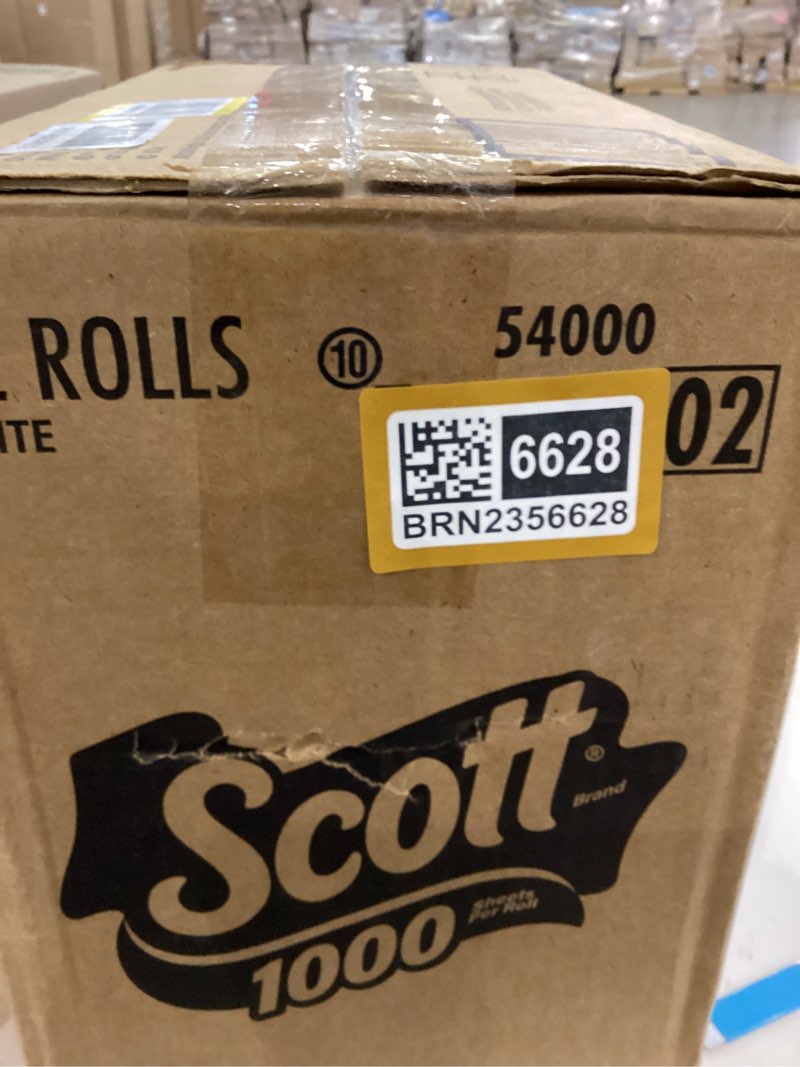 ROLLS
10
54000
ITE
02
6628
BRN2356628
Scott®
Brand
1000
Sheets
Per Roll